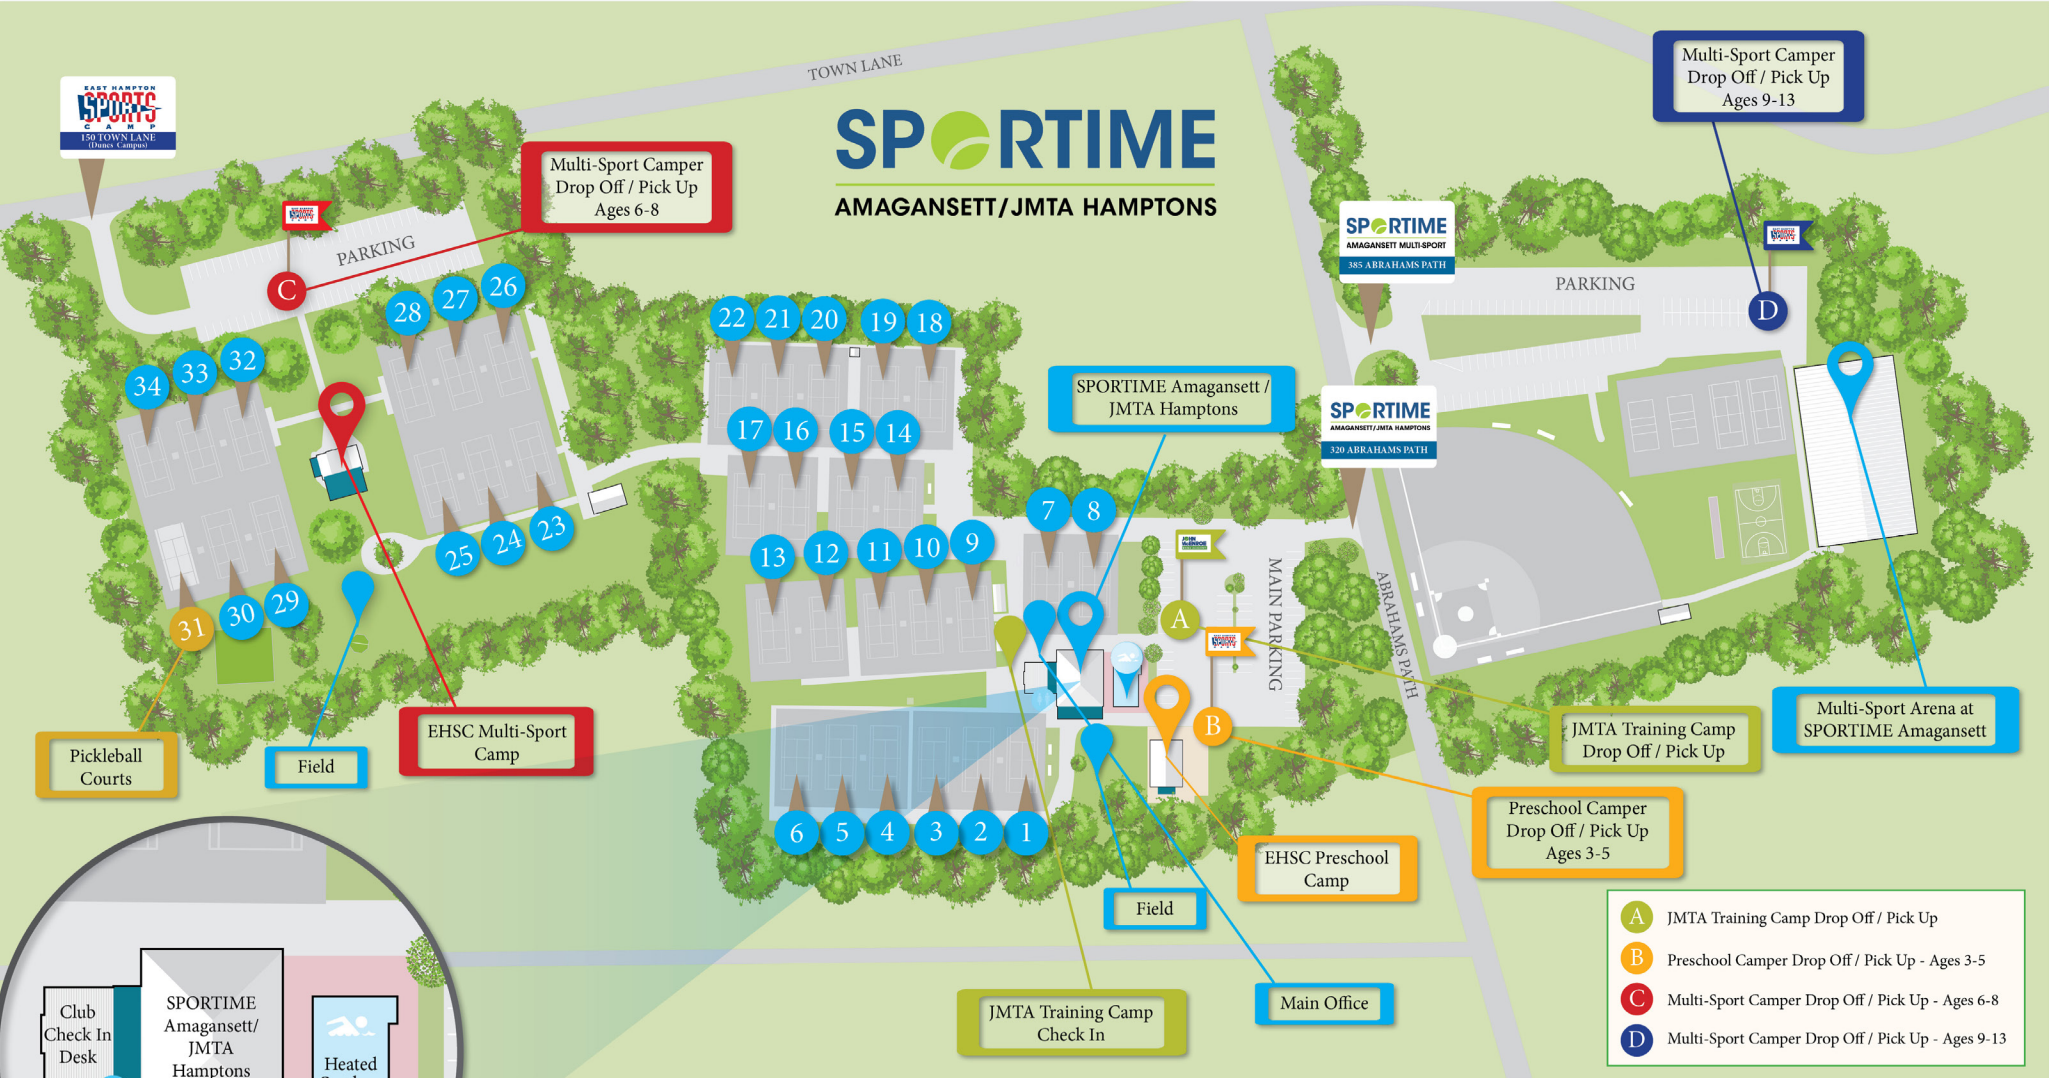 TOWN LANE
EAST HAMPTON
SPORTS
CAMP
150 TOWN LANE
(Dunes Campus)
Multi-Sport Camper
Drop Off / Pick Up
Ages 6-8
PARKING
C
SPORTIME
AMAGANSETT/JMTA HAMPTONS
Multi-Sport Camper
Drop Off / Pick Up
Ages 9-13
SPORTIME
AMAGANSETT MULTI-SPORT
385 ABRAHAMS PATH
PARKING
D
28
27
26
34
33
32
25
24
23
31
30
29
22
21
20
19
18
17
16
15
14
13
12
11
10
9
7
8
6
5
4
3
2
1
SPORTIME Amagansett /
JMTA Hamptons
SPORTIME
AMAGANSETT/JMTA HAMPTONS
320 ABRAHAMS PATH
JOHN
McENROE
A
MAIN PARKING
ABRAHAMS PATH
B
Pickleball
Courts
Field
EHSC Multi-Sport
Camp
JMTA Training Camp
Drop Off / Pick Up
Multi-Sport Arena at
SPORTIME Amagansett
Preschool Camper
Drop Off / Pick Up
Ages 3-5
EHSC Preschool
Camp
Field
Main Office
JMTA Training Camp
Check In
Club
Check In
Desk
SPORTIME
Amagansett/
JMTA
Hamptons
Heated
A JMTA Training Camp Drop Off / Pick Up
B Preschool Camper Drop Off / Pick Up - Ages 3-5
C Multi-Sport Camper Drop Off / Pick Up - Ages 6-8
D Multi-Sport Camper Drop Off / Pick Up - Ages 9-13